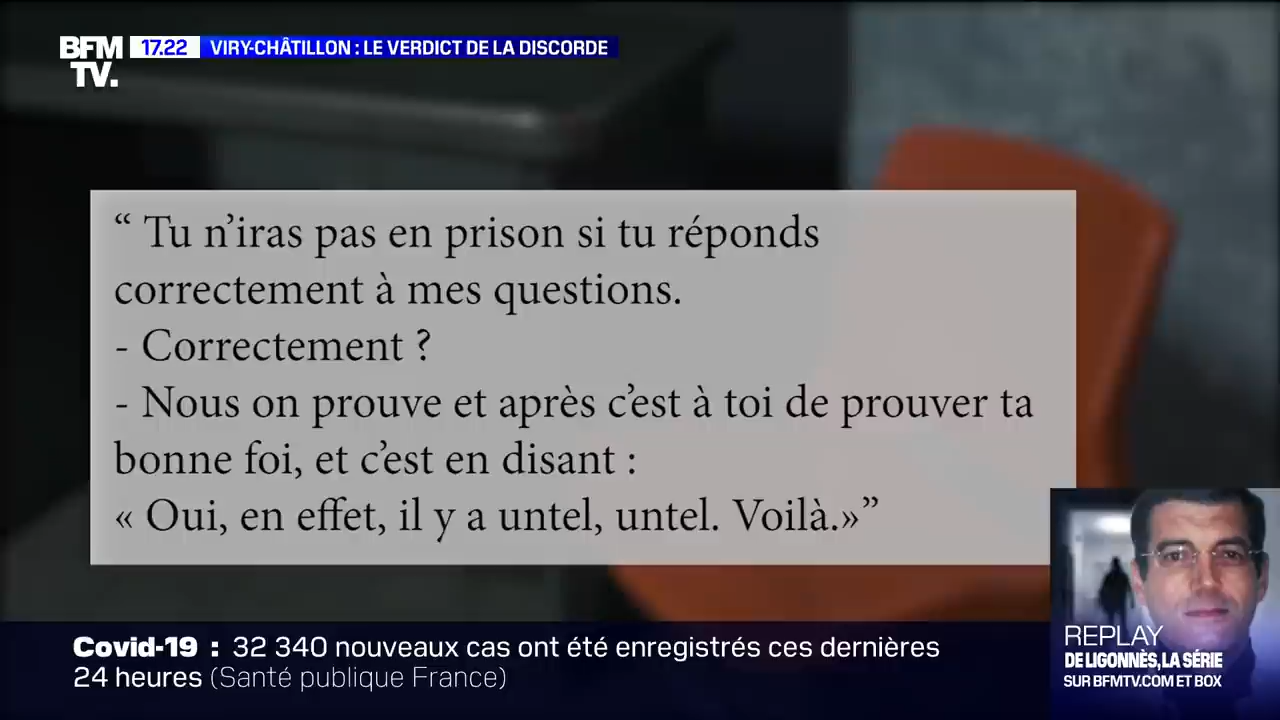 BFM
TV.
17.22 VIRY-CHÂTILLON : LE VERDICT DE LA DISCORDE
“ Tu n’iras pas en prison si tu réponds
correctement à mes questions.
- Correctement ?
- Nous on prouve et après c’est à toi de prouver ta
bonne foi, et c’est en disant :
« Oui, en effet, il y a untel, untel. Voilà.»”
Covid-19 : 32 340 nouveaux cas ont été enregistrés ces dernières
24 heures (Santé publique France)
REPLAY
DE LIGONNÈS, LA SÉRIE
SUR BFMTV.COM ET BOX